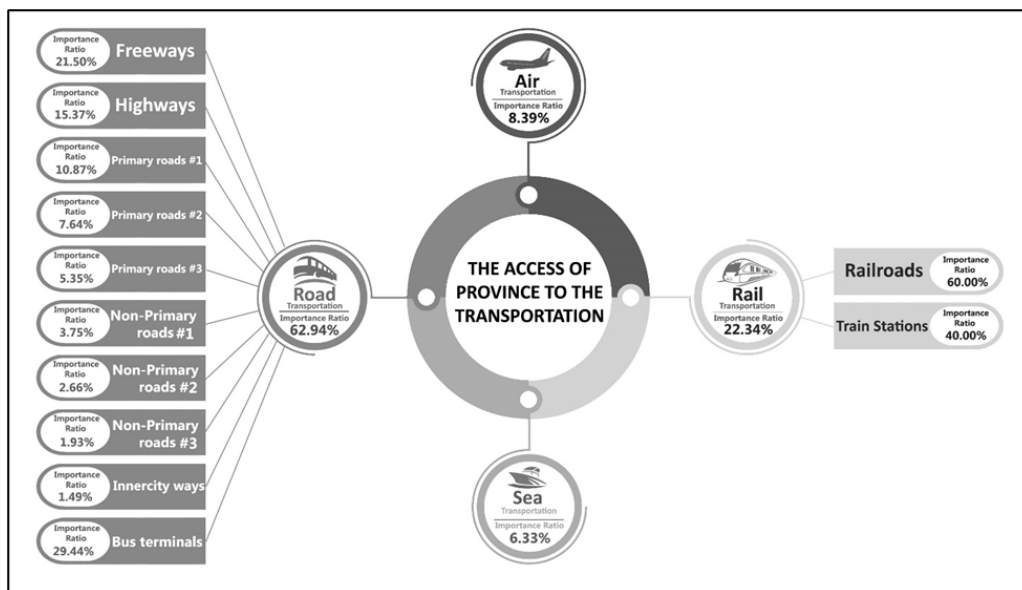 Importance
Ratio
21.50%
Freeways
Importance
Ratio
15.37%
Highways
Importance
Ratio
10.87%
Primary roads #1
Importance
Ratio
7.64%
Primary roads #2
Importance
Ratio
5.35%
Primary roads #3
Importance
Ratio
3.75%
Non-Primary
roads #1
Importance
Ratio
2.66%
Non-Primary
roads #2
Importance
Ratio
1.93%
Non-Primary
roads #3
Importance
Ratio
1.49%
Innercity ways
Importance
Ratio
29.44%
Bus terminals
Road
Transportation
Importance Ratio
62.94%
Air
Transportation
Importance Ratio
8.39%
THE ACCESS OF
PROVINCE TO THE
TRANSPORTATION
Sea
Transportation
Importance Ratio
6.33%
Rail
Transportation
Importance Ratio
22.34%
Railroads
Importance
Ratio
60.00%
Train Stations
Importance
Ratio
40.00%